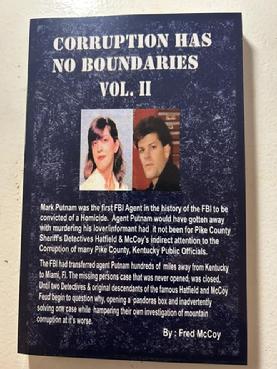 CORRUPTION HAS
NO BOUNDARIES
VOL. II
Mark Putnam was the first FBI Agent in the history of the FBI to be
convicted of a Homicide. Agent Putnam would have gotten away
with murdering his lover/informant had it not been for Pike County
Sheriff's Detectives Hatfield & McCoy's indirect attention to the
Corruption of many Pike County, Kentucky Public Officials.
The FBI had transferred agent Putnam hundreds of miles away from Kentucky
to Miami, Fl. The missing persons case that was never opened, was closed,
Until two Detectives & original descendants of the famous Hatfield and McCoy
Feud begin to question why, opening a pandoras box and inadvertently
solving one case while hampering their own investigation of mountain
corruption at it's worse.
By : Fred McCoy